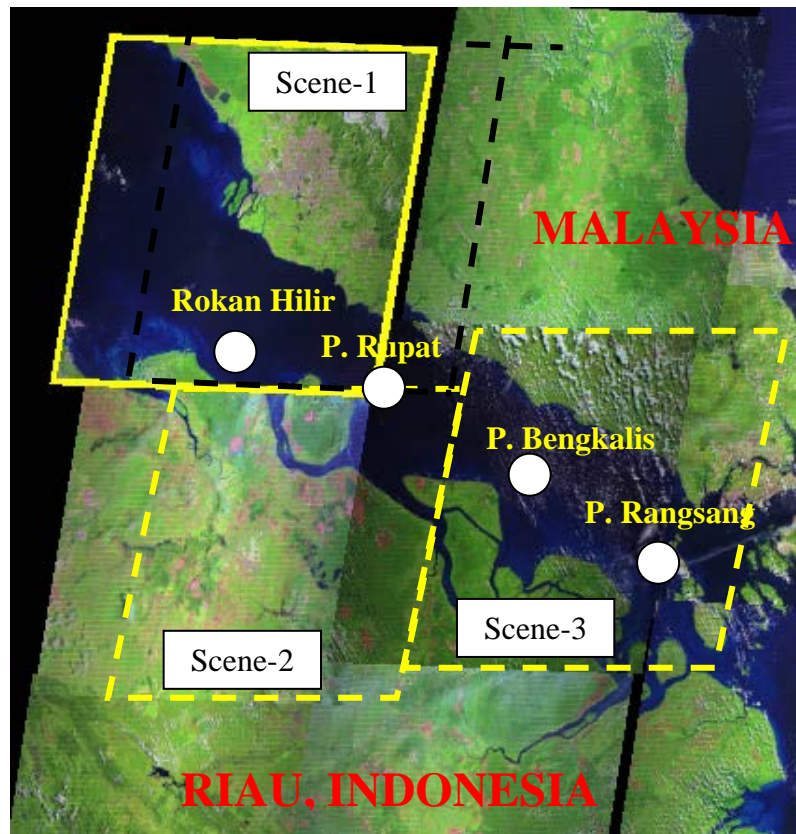 Scene-1
MALAYSIA
Rokan Hilir
P. Rupat
P. Bengkalis
P. Rangsang
Scene-3
Scene-2
RIAU, INDONESIA